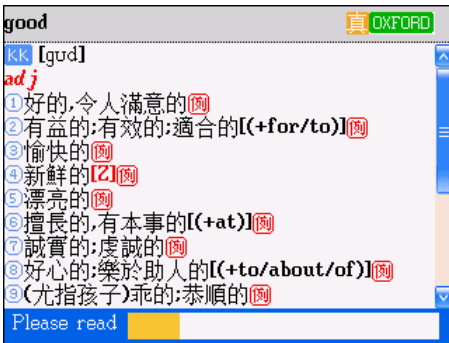 good 真 OXFORD
KK [gud]
adj
①好的,令人滿意的例
②有益的;有效的;適合的[(+for/to)]例
③愉快的例
④新鮮的[Z]例
⑤漂亮的例
⑥擅長的,有本事的[(+at)]例
⑦誠實的;虔誠的例
⑧好心的;樂於助人的[(+to/about/of)]例
⑨(尤指孩子)乖的;恭順的例
Please read